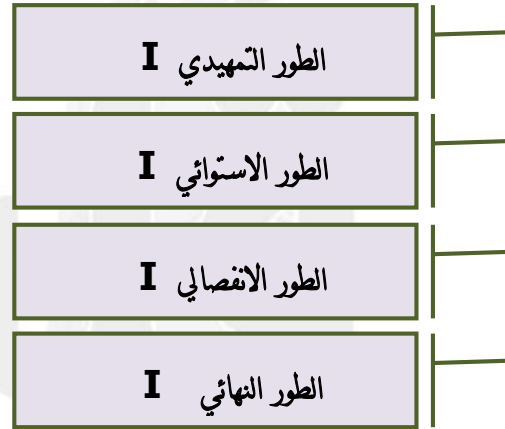 الطور التمهيدي I
الطور الاستوائي I
الطور الانفصالي I
الطور النهائي I